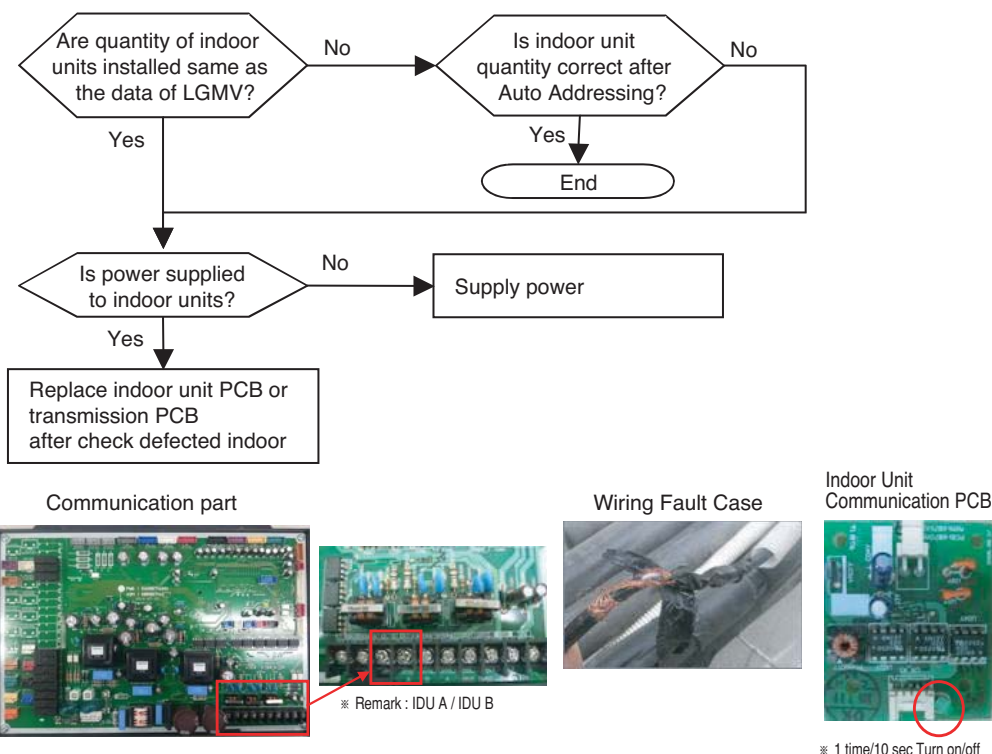 Are quantity of indoor
units installed same as
the data of LGMV?
No
Is indoor unit
quantity correct after
Auto Addressing?
No
Yes
Yes
End
Is power supplied
to indoor units?
No
Supply power
Yes
Replace indoor unit PCB or
transmission PCB
after check defected indoor
Communication part
Wiring Fault Case
Indoor Unit
Communication PCB
※ Remark : IDU A / IDU B
※ 1 time/10 sec Turn on/off